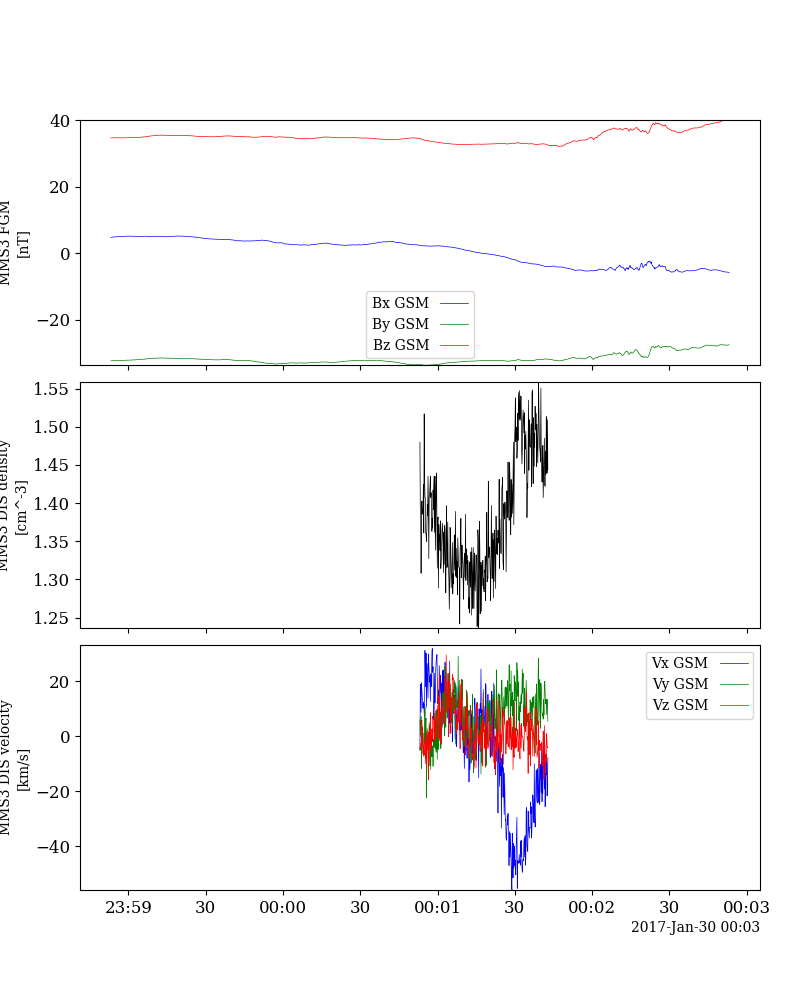 40
20
0
−20
MMS3 FGM
[nT]
Bx GSM
By GSM
Bz GSM
1.55
1.50
1.45
1.40
1.35
1.30
1.25
MMS3 DIS density
[cm^-3]
20
0
−20
−40
MMS3 DIS velocity
[km/s]
Vx GSM
Vy GSM
Vz GSM
23:59 30 00:00 30 00:01 30 00:02 30 00:03
2017-Jan-30 00:03